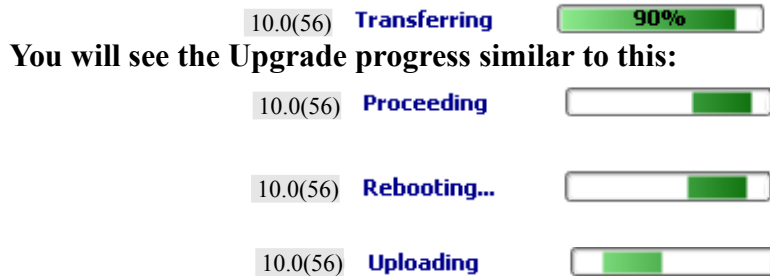 10.0(56) Transferring 90%
You will see the Upgrade progress similar to this:
10.0(56) Proceeding
10.0(56) Rebooting...
10.0(56) Uploading